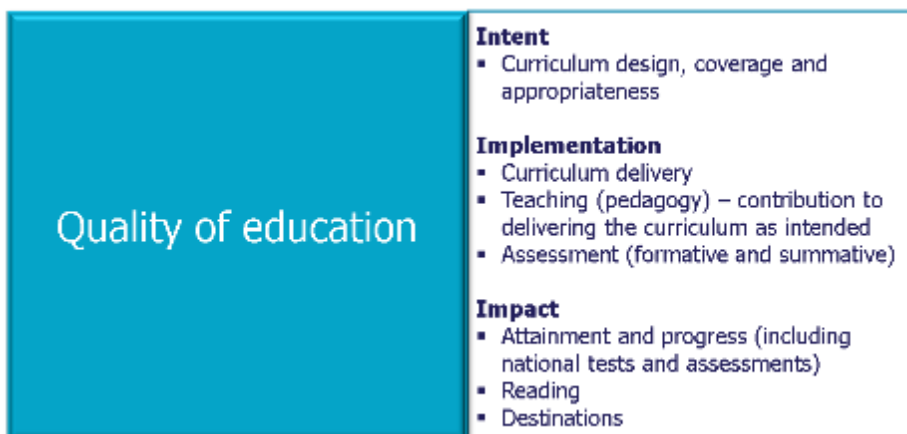 Quality of education
Intent
▪ Curriculum design, coverage and
appropriateness
Implementation
▪ Curriculum delivery
▪ Teaching (pedagogy) – contribution to
delivering the curriculum as intended
▪ Assessment (formative and summative)
Impact
▪ Attainment and progress (including
national tests and assessments)
▪ Reading
▪ Destinations